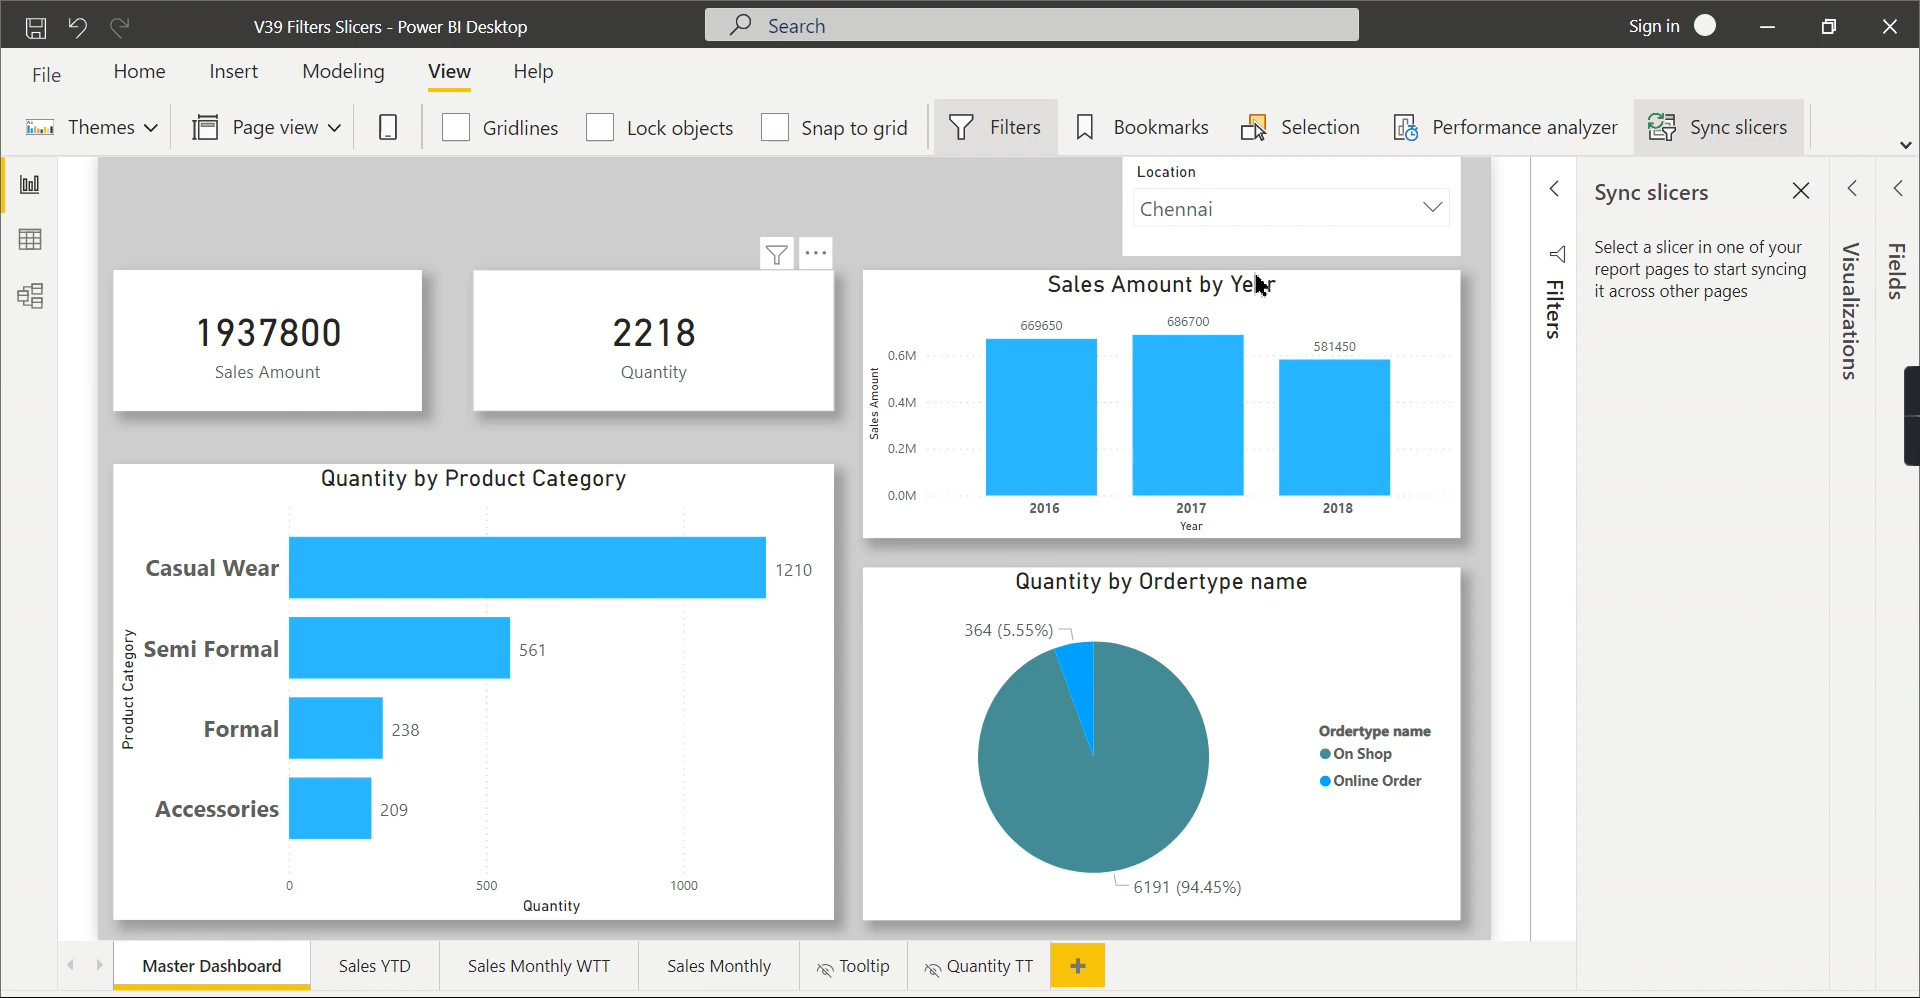 V39 Filters Slicers - Power BI Desktop
Search
Sign in
File
Home
Insert
Modeling
View
Help
Themes
Page view
Gridlines
Lock objects
Snap to grid
Filters
Bookmarks
Selection
Performance analyzer
Sync slicers
Location
Chennai
1937800
Sales Amount
2218
Quantity
Sales Amount by Year
669650
686700
581450
0.6M
0.4M
0.2M
0.0M
Sales Amount
2016
2017
2018
Year
Quantity by Product Category
Product Category
Casual Wear
1210
Semi Formal
561
Formal
238
Accessories
209
0
500
1000
Quantity
Quantity by Ordertype name
364 (5.55%)
6191 (94.45%)
Ordertype name
On Shop
Online Order
Filters
Sync slicers
Select a slicer in one of your
report pages to start syncing
it across other pages
Visualizations
Fields
Master Dashboard
Sales YTD
Sales Monthly WTT
Sales Monthly
Tooltip
Quantity TT